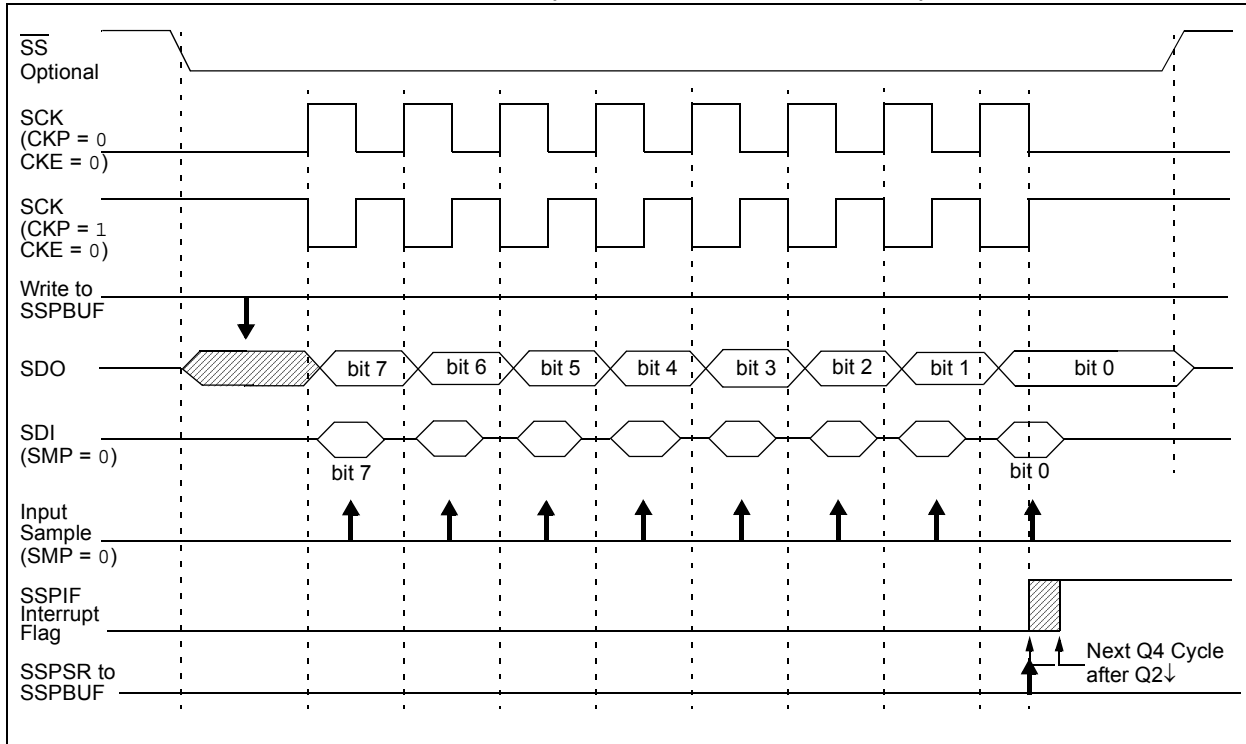 SS
Optional
SCK
(CKP = 0
CKE = 0)
SCK
(CKP = 1
CKE = 0)
Write to
SSPBUF
SDO
bit 7 bit 6 bit 5 bit 4 bit 3 bit 2 bit 1 bit 0
SDI
(SMP = 0)
bit 7 bit 0
Input
Sample
(SMP = 0)
SSPIF
Interrupt
Flag
Next Q4 Cycle
after Q2↓
SSPSR to
SSPBUF